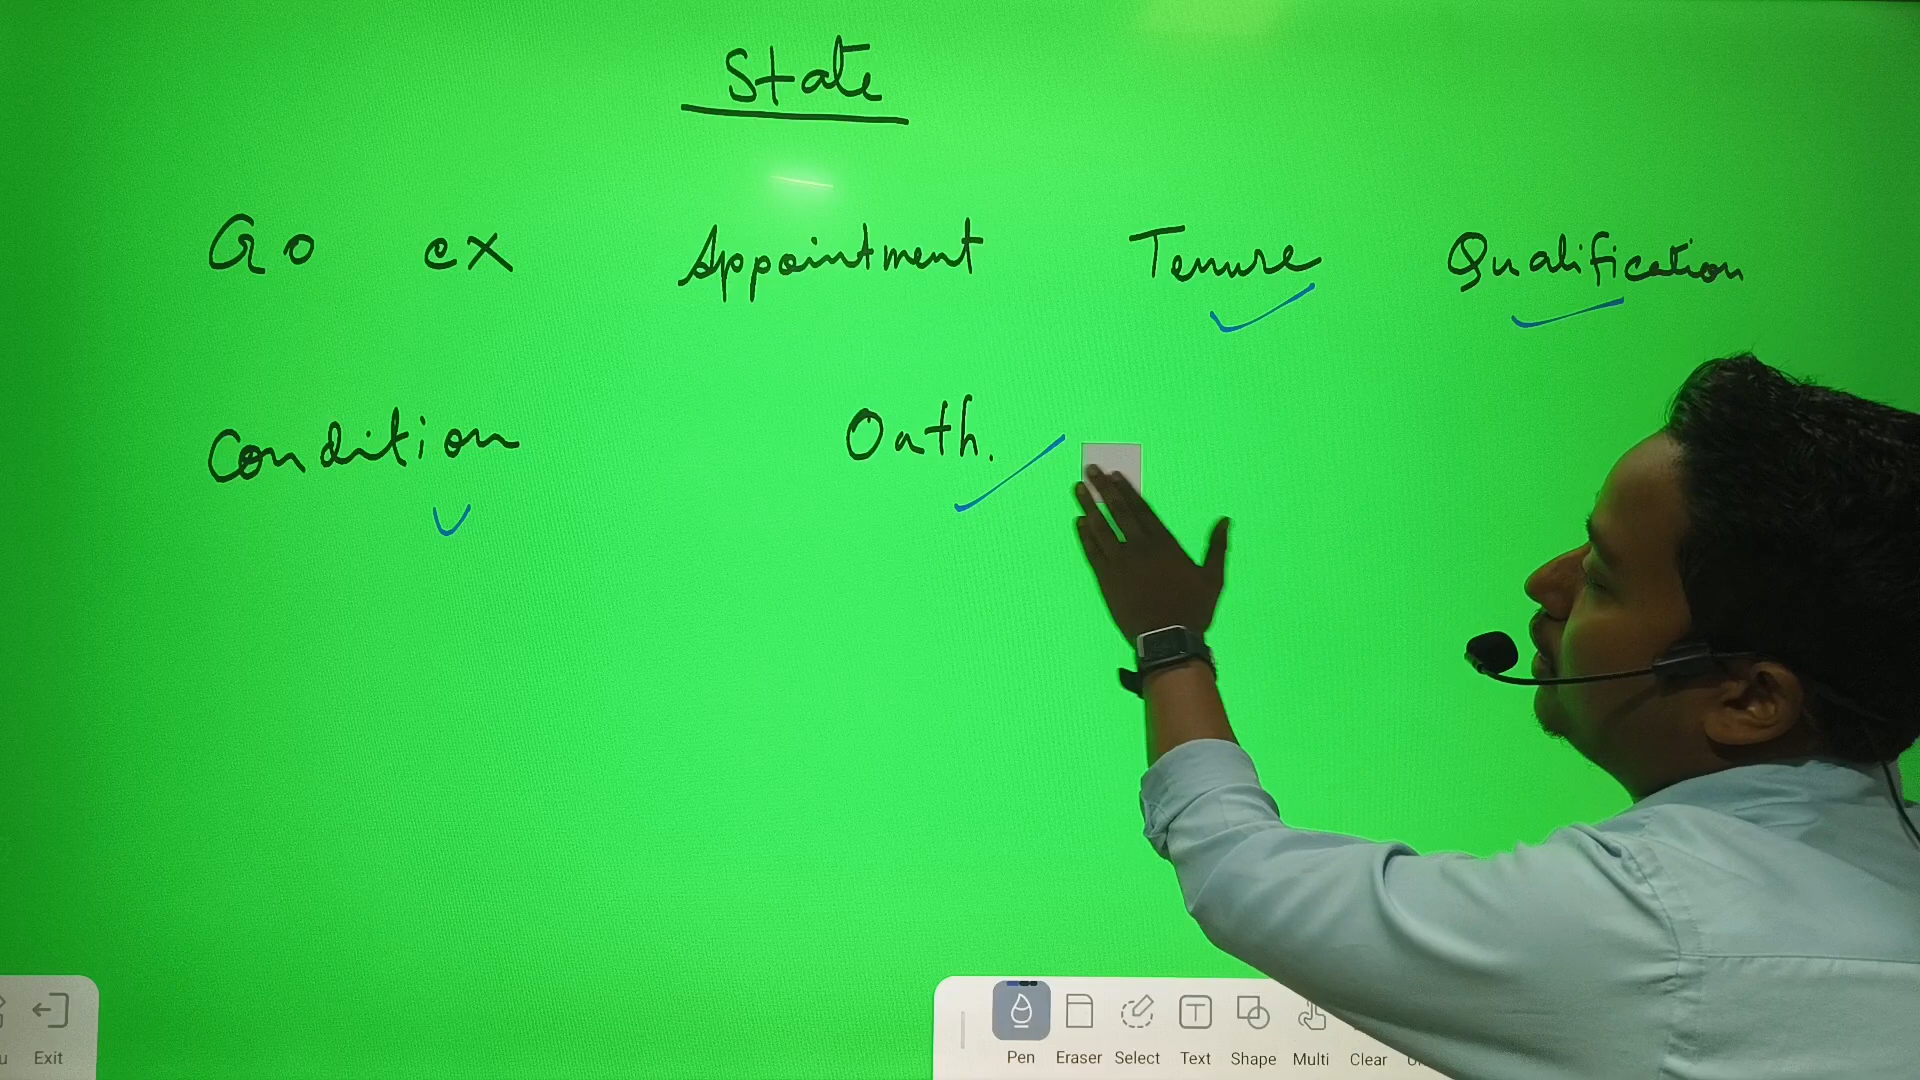 State
Go ex Appointment Tenure Qualification
Condition Oath.
Exit
Pen Eraser Select Text Shape Multi Clear